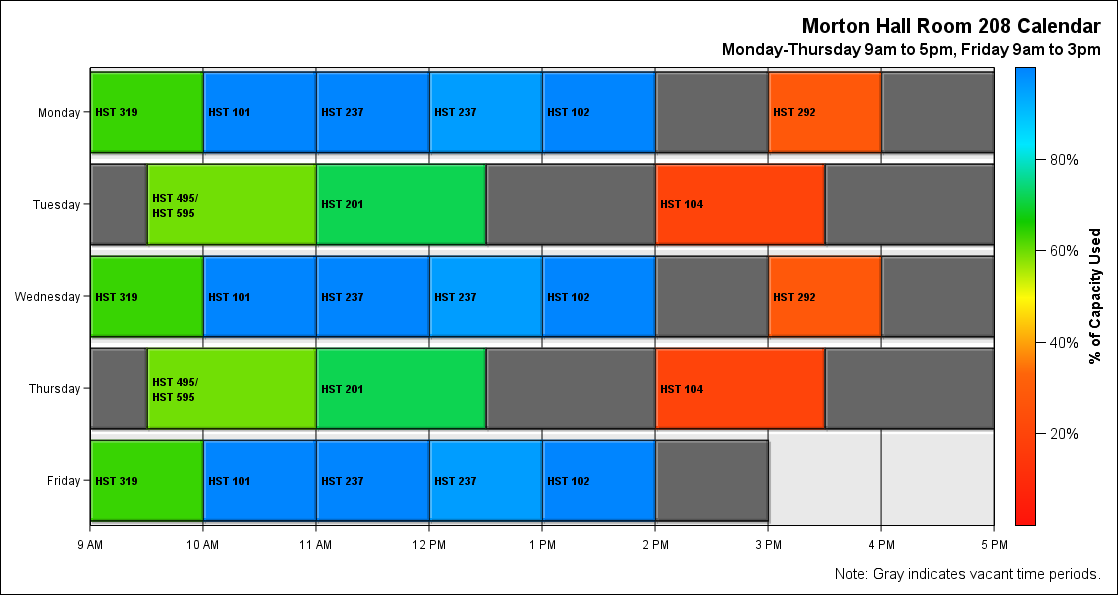 Morton Hall Room 208 Calendar
Monday-Thursday 9am to 5pm, Friday 9am to 3pm
Monday
HST 319
HST 101
HST 237
HST 237
HST 102
HST 292
Tuesday
HST 495/
HST 595
HST 201
HST 104
Wednesday
HST 319
HST 101
HST 237
HST 237
HST 102
HST 292
Thursday
HST 495/
HST 595
HST 201
HST 104
Friday
HST 319
HST 101
HST 237
HST 237
HST 102
9 AM
10 AM
11 AM
12 PM
1 PM
2 PM
3 PM
4 PM
5 PM
80%
60%
40%
20%
% of Capacity Used
Note: Gray indicates vacant time periods.